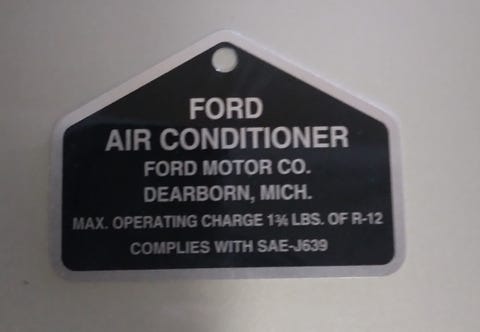 FORD
AIR CONDITIONER
FORD MOTOR CO.
DEARBORN, MICH.
MAX. OPERATING CHARGE 1¾ LBS. OF R-12
COMPLIES WITH SAE-J639